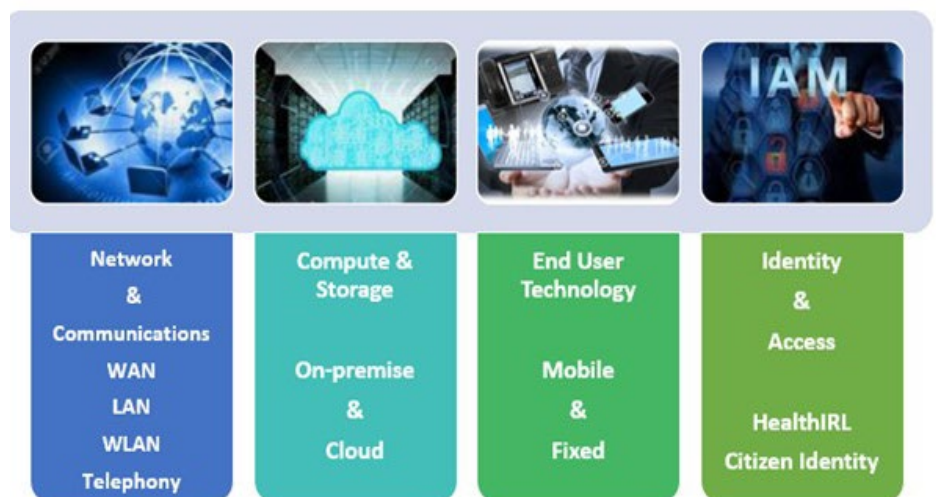 IAM
Network
&
Communications
WAN
LAN
WLAN
Telephony
Compute &
Storage
On-premise
&
Cloud
End User
Technology
Mobile
&
Fixed
Identity
&
Access
HealthIRL
Citizen Identity